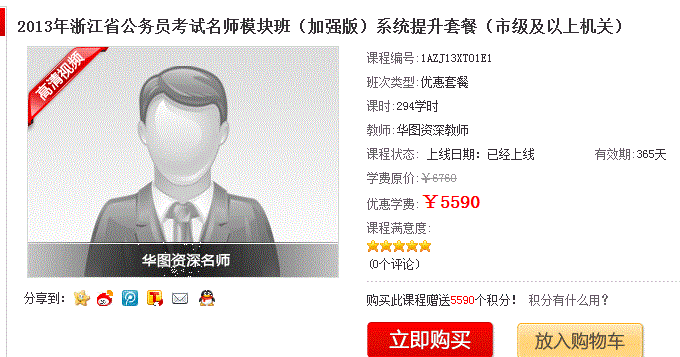 2013年浙江省公务员考试名师模块班（加强版）系统提升套餐（市级及以上机关）
高清视频
华图资深名师
分享到：
课程编号:1AZJ13XT01E1
班次类型:优惠套餐
课时:294学时
教师:华图资深教师
课程状态: 上线日期：已经上线 有效期:365天
学费原价:￥6760
优惠学费:￥5590
课程满意度:
(0个评论)
购买此课程赠送5590个积分！ 积分有什么用？
立即购买 放入购物车